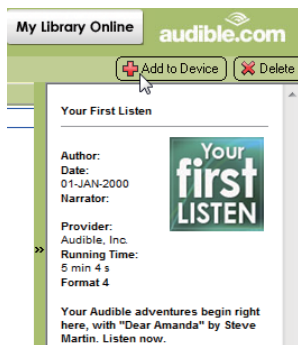 My Library Online
audible.com
Add to Device
Delete
Your First Listen
Author:
Date:
01-JAN-2000
Narrator:
Provider:
Audible, Inc.
Running Time:
5 min 4 s
Format 4
Your
first
LISTEN
»
Your Audible adventures begin right
here, with "Dear Amanda" by Steve
Martin. Listen now.